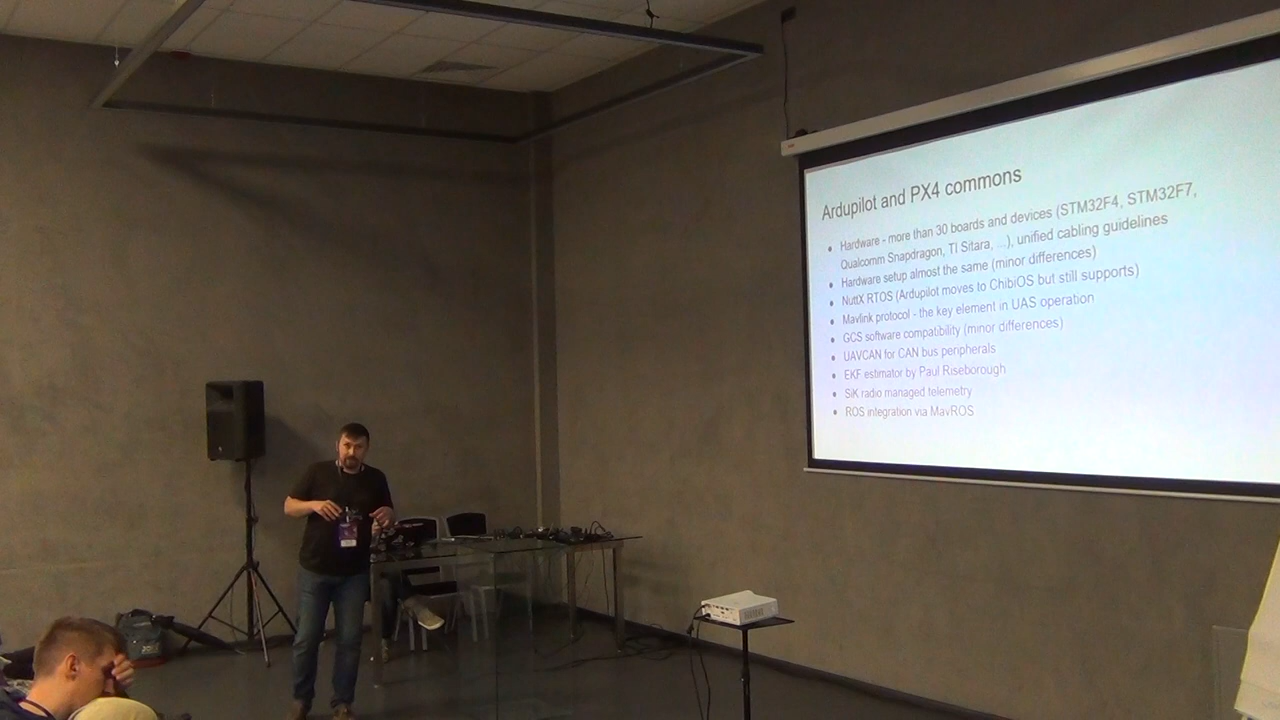 Ardupilot and PX4 commons
● Hardware - more than 30 boards and devices (STM32F4, STM32F7,
Qualcomm Snapdragon, TI Sitara, ...), unified cabling guidelines
● Hardware setup almost the same (minor differences)
● NuttX RTOS (Ardupilot moves to ChibiOS but still supports)
● Mavlink protocol - the key element in UAS operation
● GCS software compatibility (minor differences)
● UAVCAN for CAN bus peripherals
● EKF estimator by Paul Riseborough
● SiK radio managed telemetry
● ROS integration via MavROS